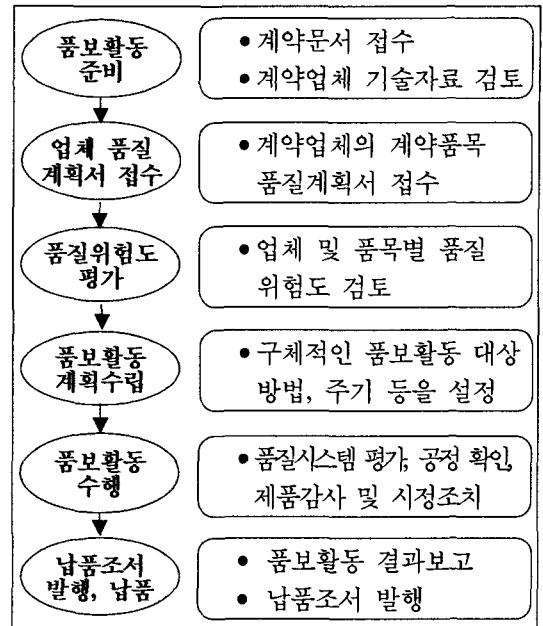 품보활동
준비
• 계약문서 접수
• 계약업체 기술자료 검토
업체 품질
계획서 접수
• 계약업체의 계약품목
품질계획서 접수
품질위험도
평가
• 업체 및 품목별 품질
위험도 검토
품보활동
계획수립
• 구체적인 품보활동 대상
방법, 주기 등을 설정
품보활동
수행
• 품질시스템 평가, 공정 확인,
제품감사 및 시정조치
납품조서
발행, 납품
• 품보활동 결과보고
• 납품조서 발행